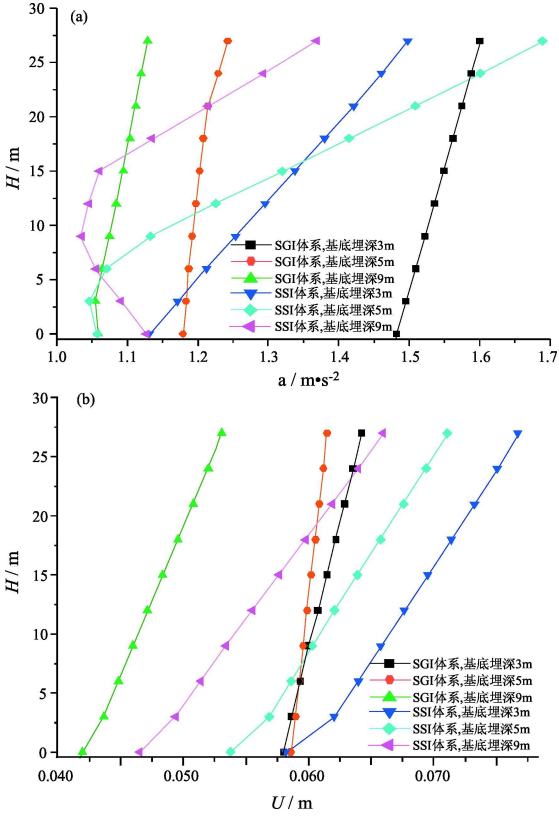 (a)
30
25
20
15
10
5
0
H / m
SGI体系,基底埋深3m
SGI体系,基底埋深5m
SGI体系,基底埋深9m
SSI体系,基底埋深3m
SSI体系,基底埋深5m
SSI体系,基底埋深9m
1.0 1.1 1.2 1.3 1.4 1.5 1.6 1.7
a / m•s⁻²
(b)
30
25
20
15
10
5
0
H / m
SGI体系,基底埋深3m
SGI体系,基底埋深5m
SGI体系,基底埋深9m
SSI体系,基底埋深3m
SSI体系,基底埋深5m
SSI体系,基底埋深9m
0.040 0.050 0.060 0.070
U / m